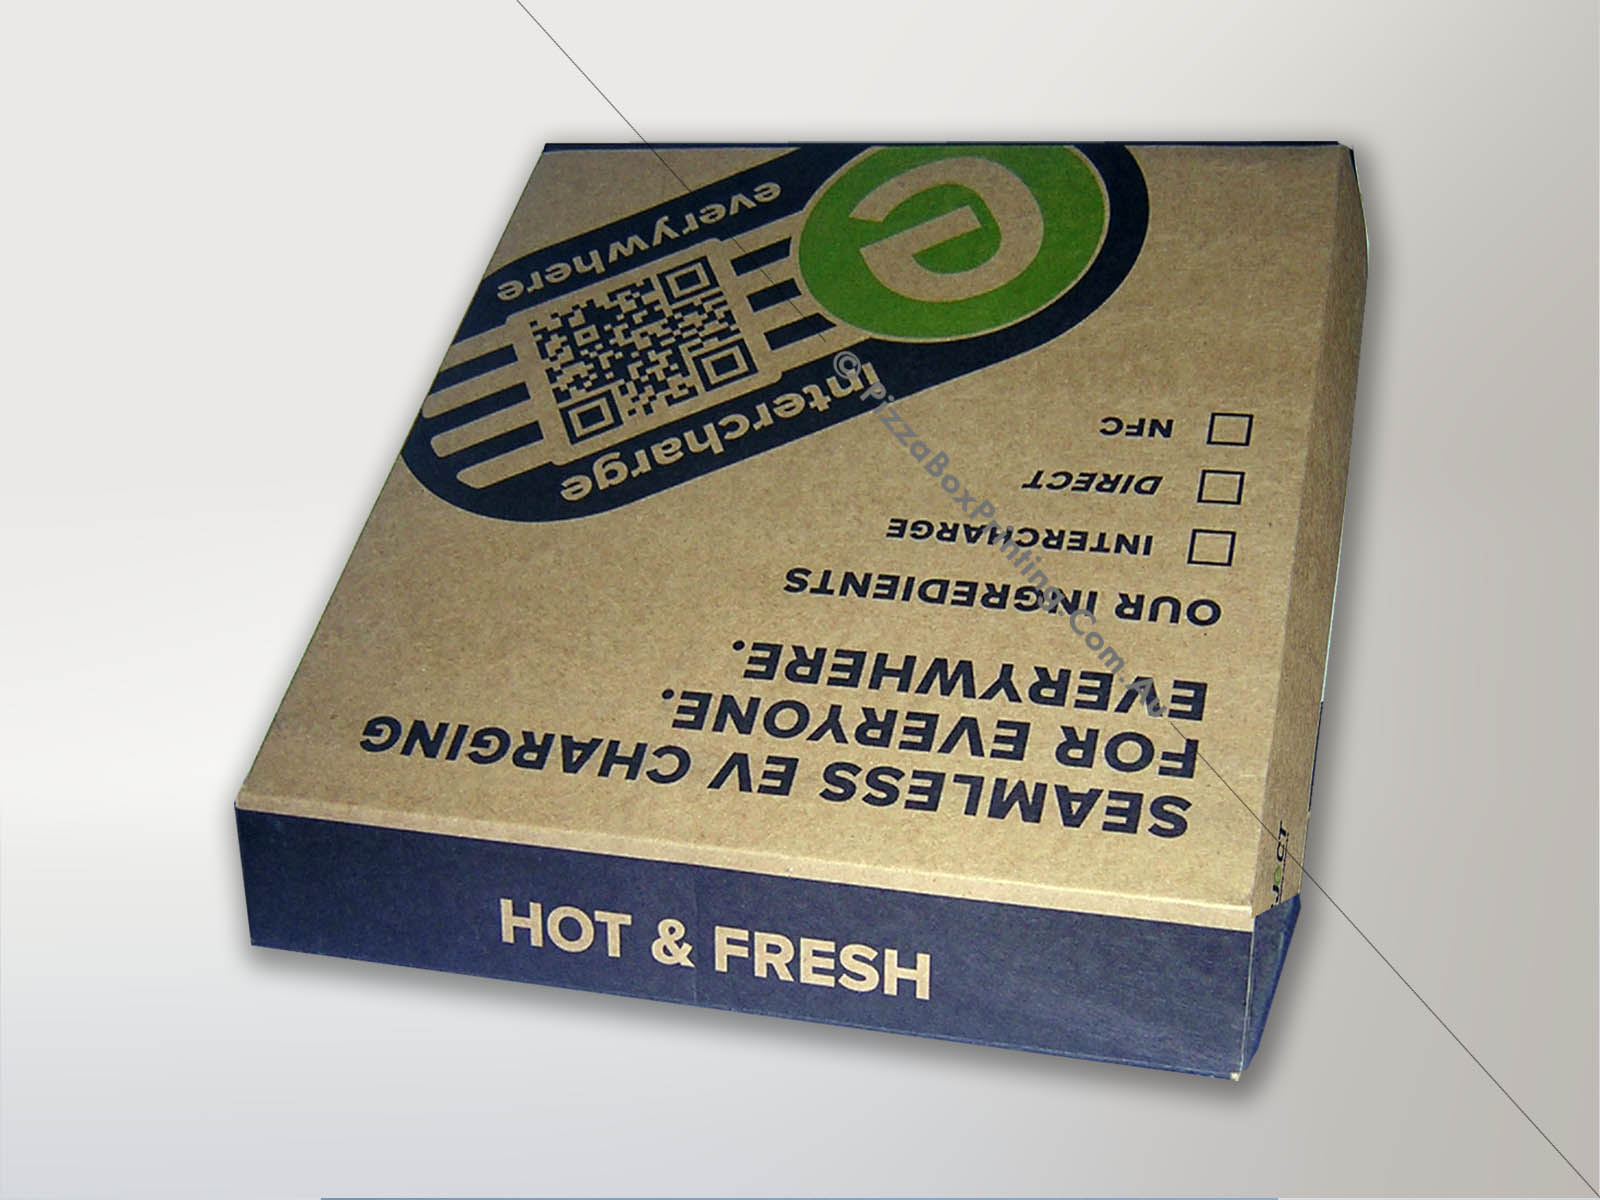 SEAMLESS EV CHARGING
FOR EVERYONE.
EVERYWHERE.
OUR INGREDIENTS
INTERCHARGE
DIRECT
NFC
intercharge
everywhere
e
HOT & FRESH
© PizzaBoxPrinting.Com.Au